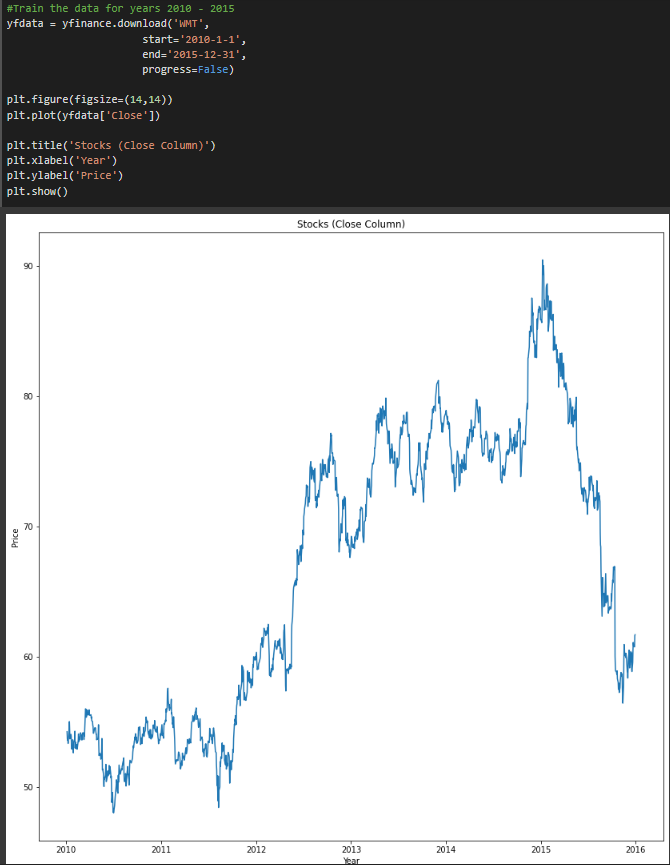 #Train the data for years 2010 - 2015
yfdata = yfinance.download('WMT',
start='2010-1-1',
end='2015-12-31',
progress=False)
plt.figure(figsize=(14,14))
plt.plot(yfdata['Close'])
plt.title('Stocks (Close Column)')
plt.xlabel('Year')
plt.ylabel('Price')
plt.show()
Stocks (Close Column)
90
80
70
60
50
Price
2010 2011 2012 2013 2014 2015 2016
Year